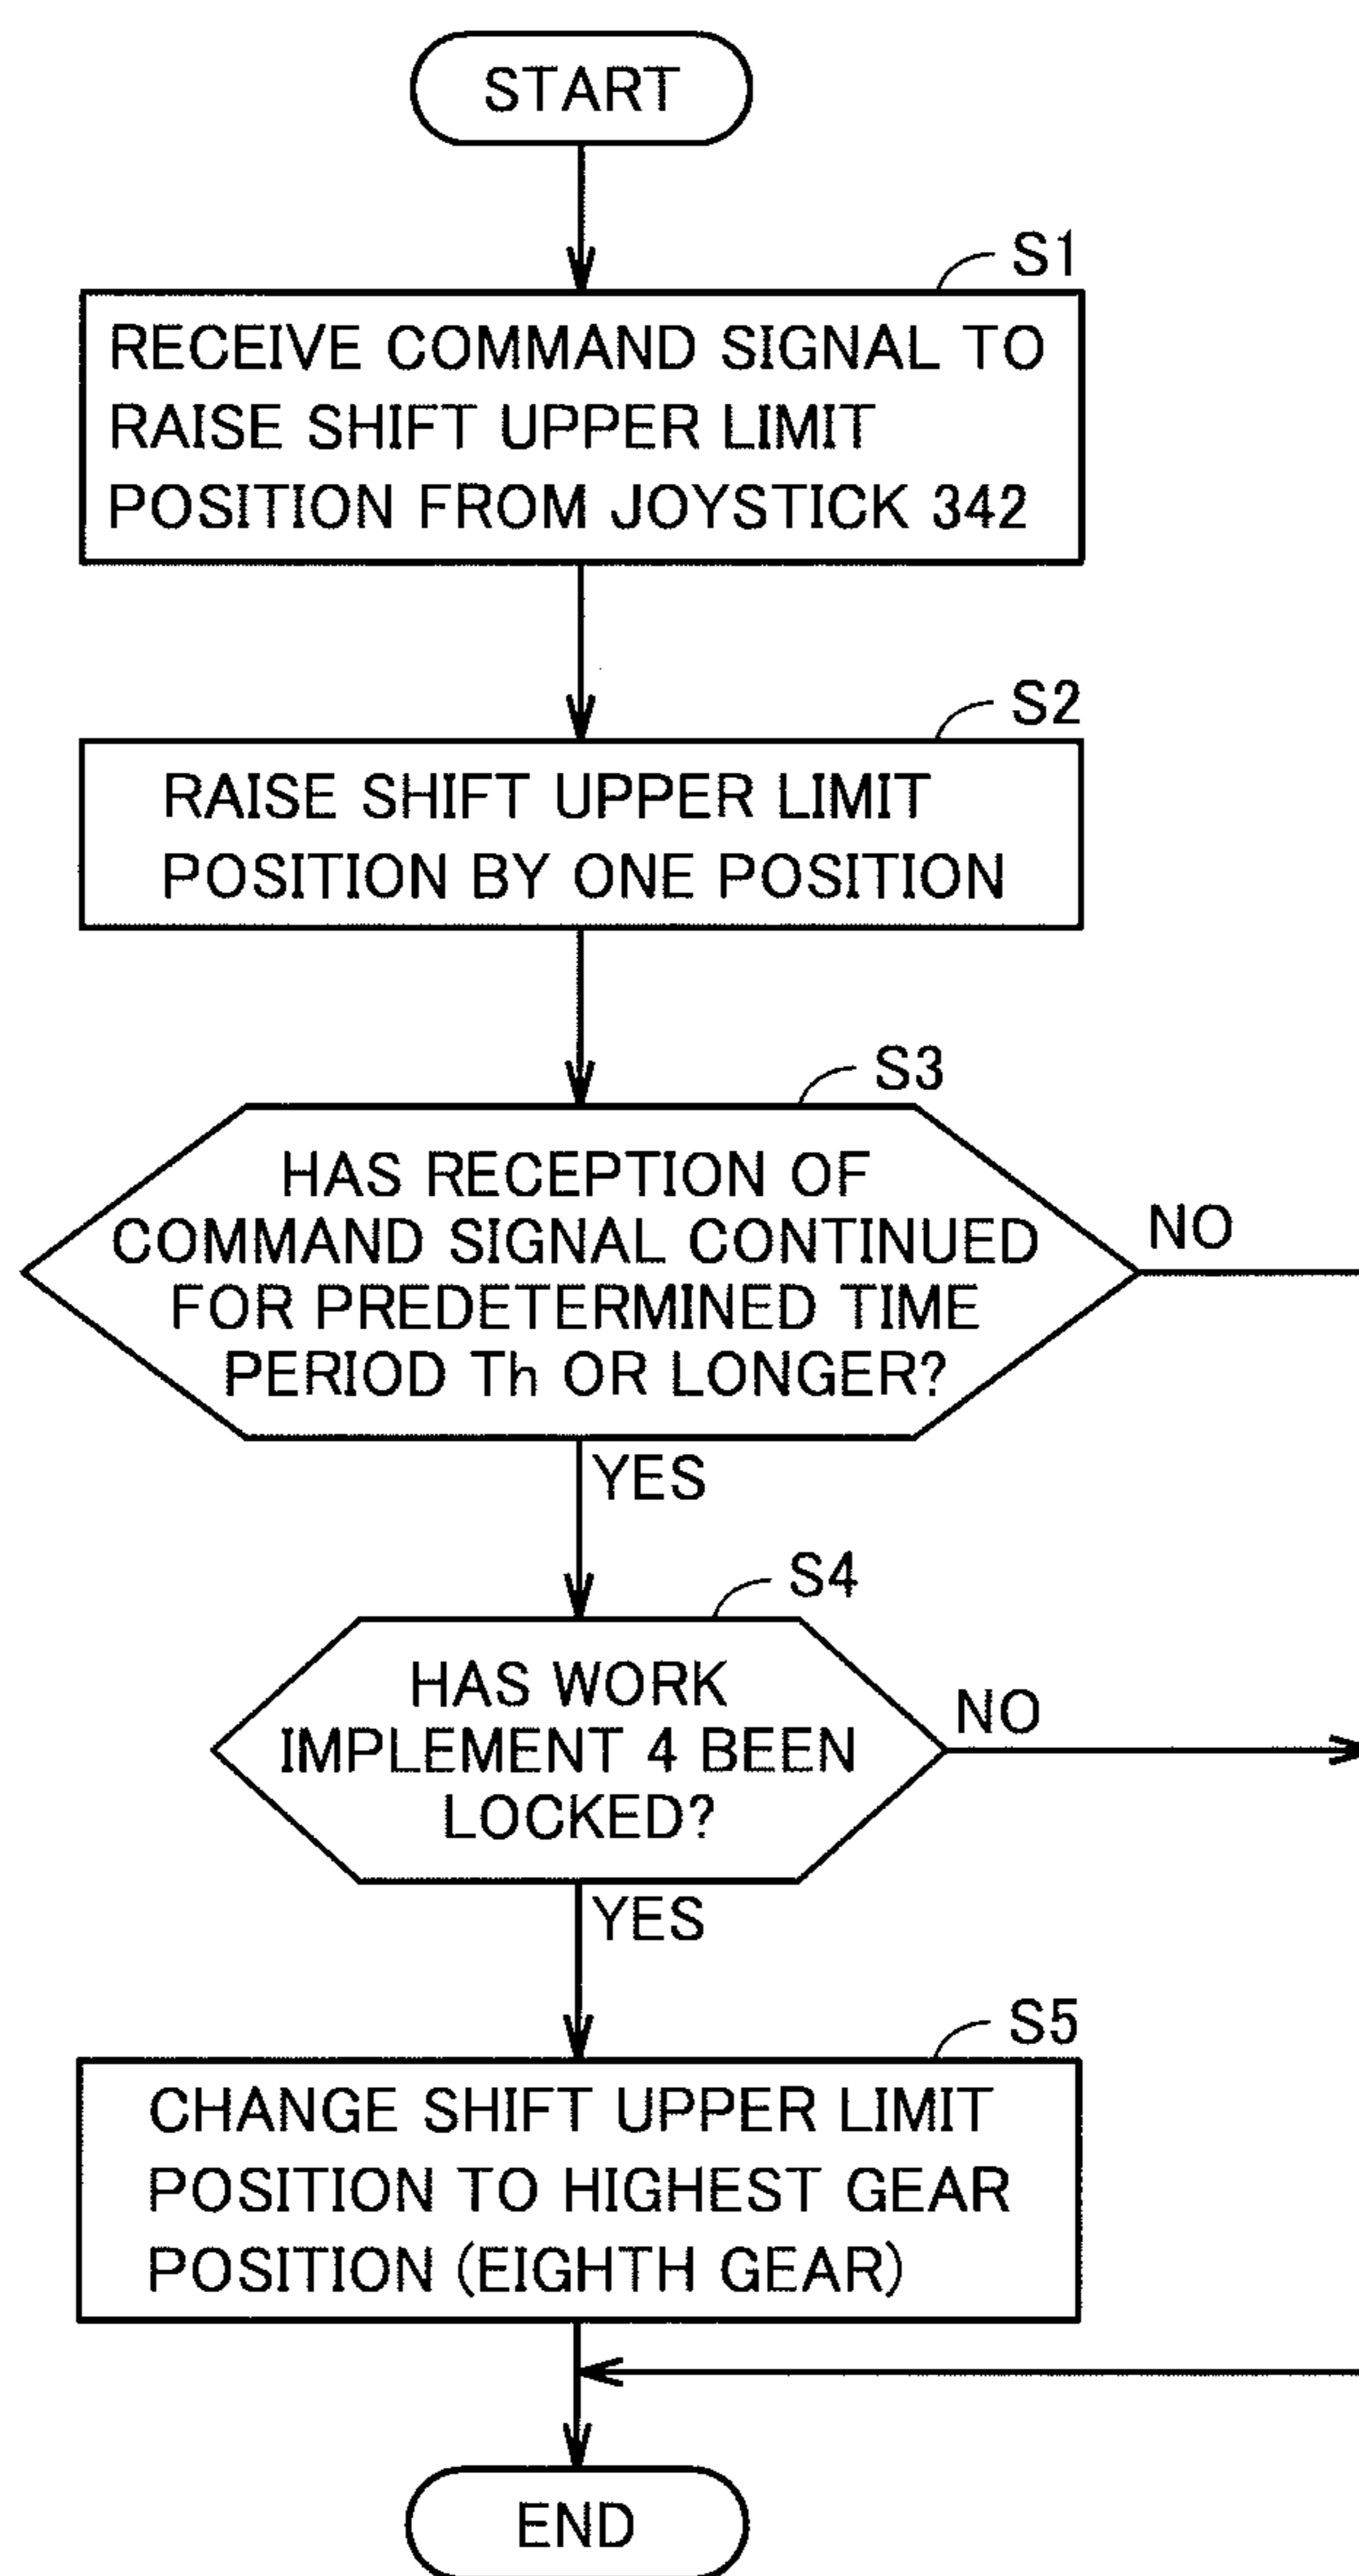 START
S1
RECEIVE COMMAND SIGNAL TO
RAISE SHIFT UPPER LIMIT
POSITION FROM JOYSTICK 342
S2
RAISE SHIFT UPPER LIMIT
POSITION BY ONE POSITION
S3
HAS RECEPTION OF
COMMAND SIGNAL CONTINUED
FOR PREDETERMINED TIME
PERIOD Th OR LONGER?
NO
YES
S4
HAS WORK
IMPLEMENT 4 BEEN
LOCKED?
NO
YES
S5
CHANGE SHIFT UPPER LIMIT
POSITION TO HIGHEST GEAR
POSITION (EIGHTH GEAR)
END